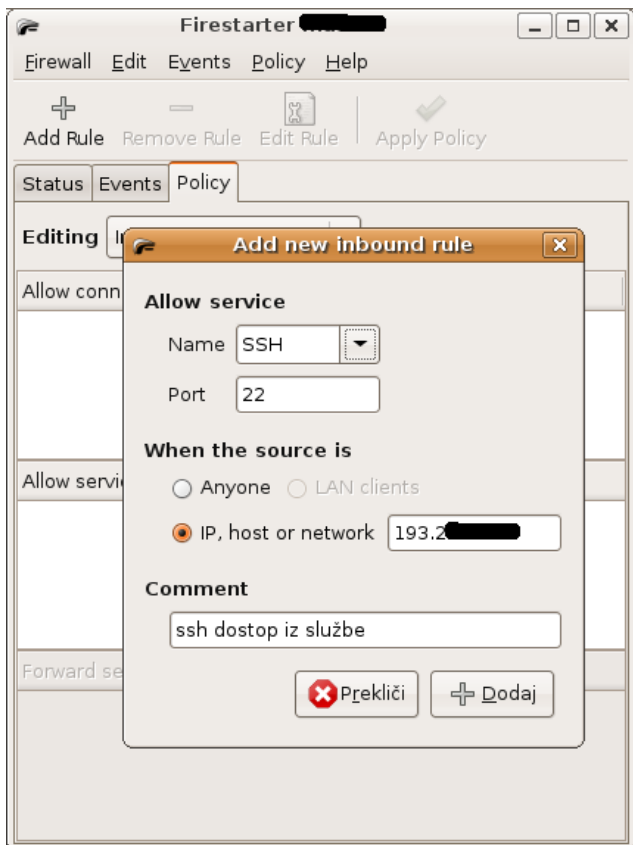 Firestarter
Firewall Edit Events Policy Help
Add Rule Remove Rule Edit Rule Apply Policy
Status Events Policy
Editing
Add new inbound rule
Allow conn
Allow service
Name SSH
Port 22
When the source is
Allow servi
Anyone LAN clients
IP, host or network 193.2
Comment
ssh dostop iz službe
Forward se
Prekliči Dodaj